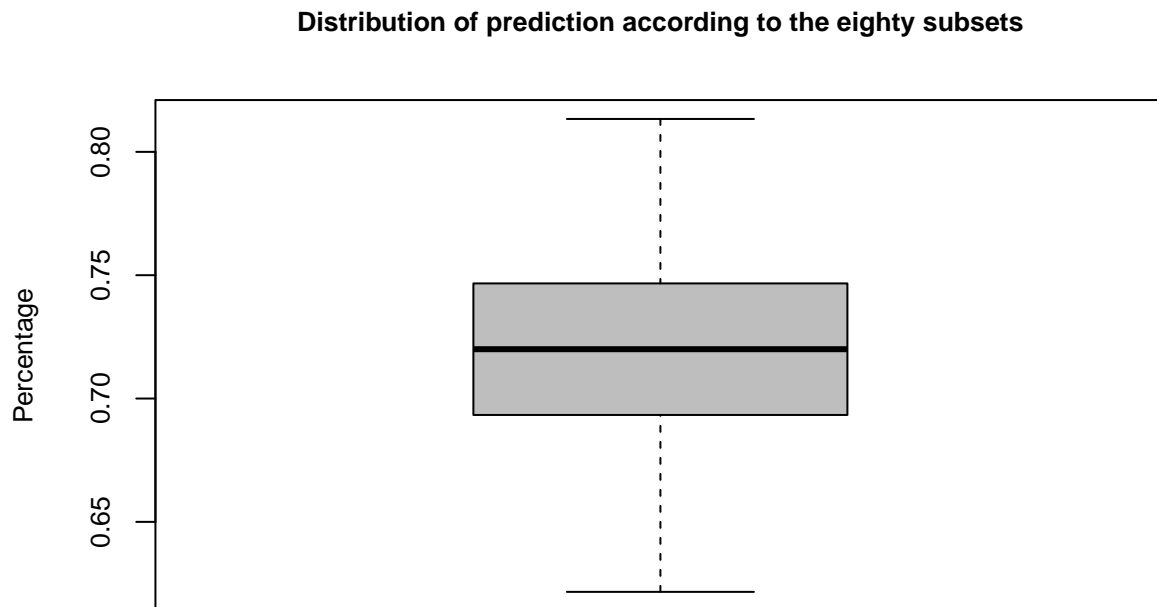 Distribution of prediction according to the eighty subsets
0.80
0.75
0.70
0.65
Percentage